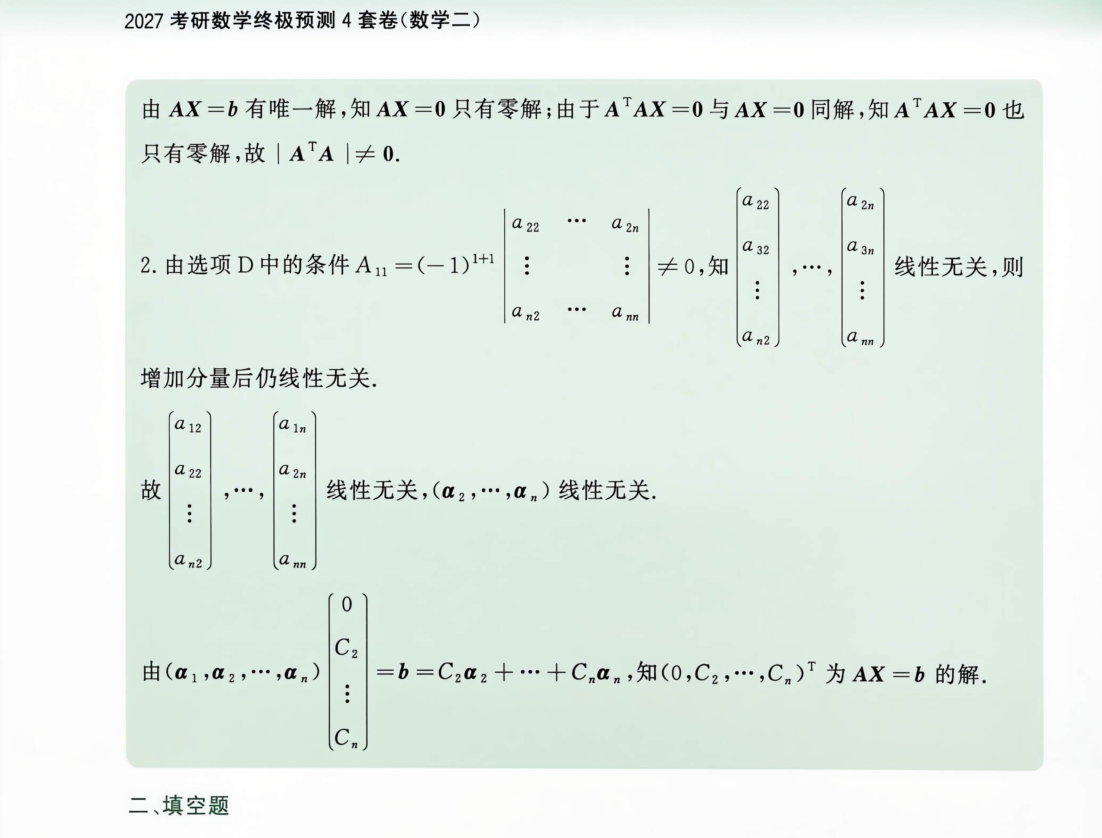 2027 考研数学终极预测 4 套卷(数学二)
由 AX=b 有唯一解,知 AX=0 只有零解;由于 AᵀAX=0 与 AX=0 同解,知 AᵀAX=0 也
只有零解,故 | AᵀA |≠ 0.
2. 由选项 D 中的条件 A₁₁=(−1)¹⁺¹ | a₂₂ ⋯ a₂ₙ ; ⋮ ⋮ ; aₙ₂ ⋯ aₙₙ | ≠0,知 (a₂₂ a₃₂ ⋮ aₙ₂) ,⋯, (a₂ₙ a₃ₙ ⋮ aₙₙ) 线性无关,则
增加分量后仍线性无关.
故 (a₁₂ a₂₂ ⋮ aₙ₂) ,⋯, (a₁ₙ a₂ₙ ⋮ aₙₙ) 线性无关,(α₂,⋯,αₙ) 线性无关.
由(α₁,α₂,⋯,αₙ) (0 C₂ ⋮ Cₙ) =b=C₂α₂+⋯+Cₙαₙ,知(0,C₂,⋯,Cₙ)ᵀ 为 AX=b 的解.
二、填空题